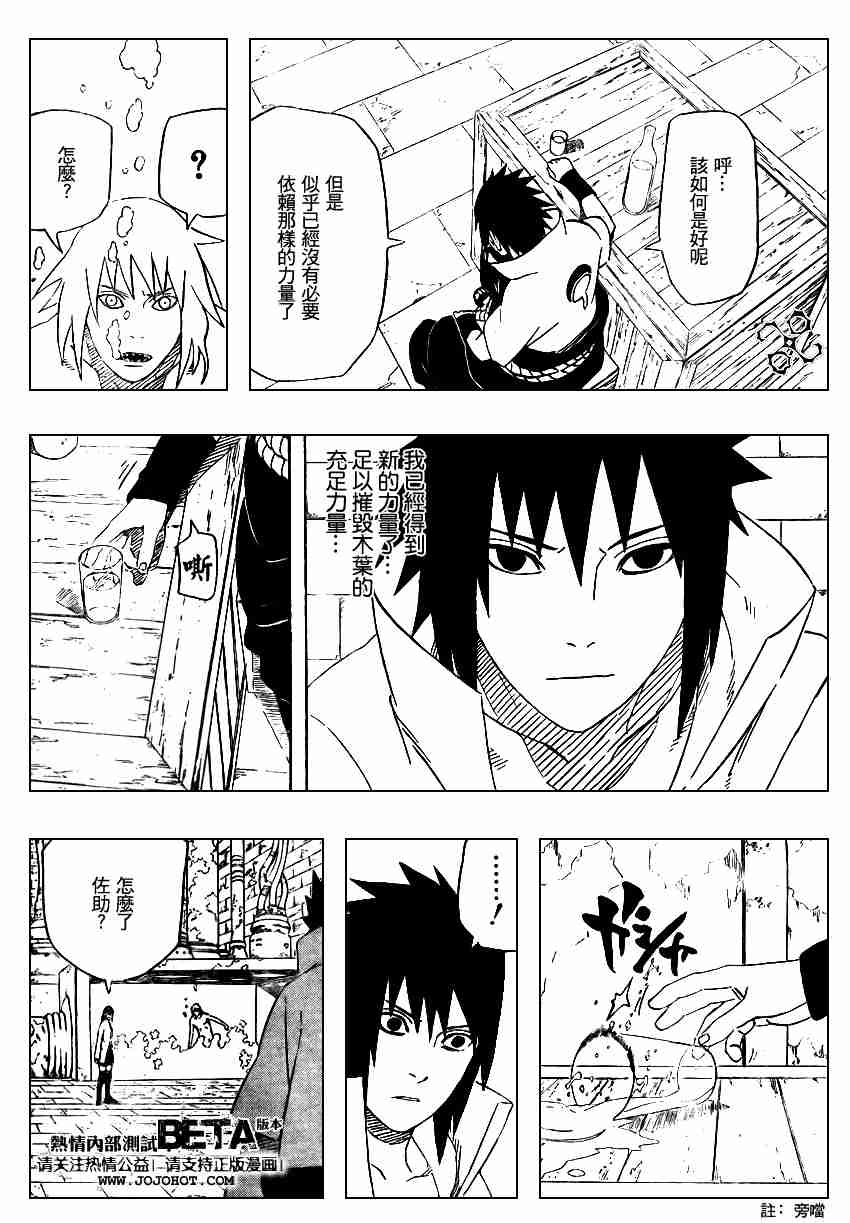 呼…
該如何是好呢
但是
似乎已經沒有必要
依賴那樣的力量了
？
怎麼？
我已經得到
新的力量了…
足以摧毀木葉的
充足力量…
嘶
ガシャ
……！
怎麼了
佐助？
熱情內部測試BETA版本
请关注热情公益| 请支持正版漫画|
WWW.JOJOHOT.COM
註： 旁噹